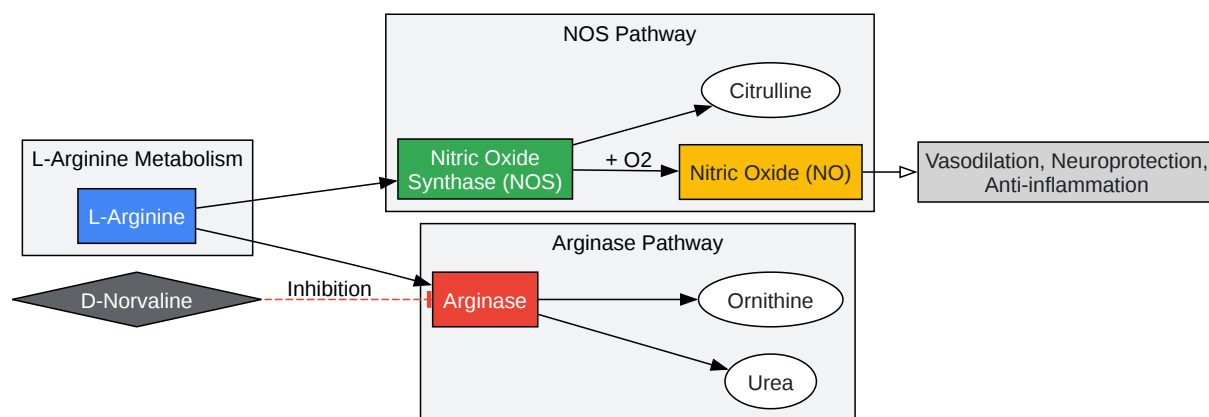 NOS Pathway
Citrulline
L-Arginine Metabolism
L-Arginine
Nitric Oxide
Synthase (NOS)
+ O2
Nitric Oxide (NO)
Vasodilation, Neuroprotection,
Anti-inflammation
Arginase Pathway
D-Norvaline
Inhibition
Arginase
Ornithine
Urea